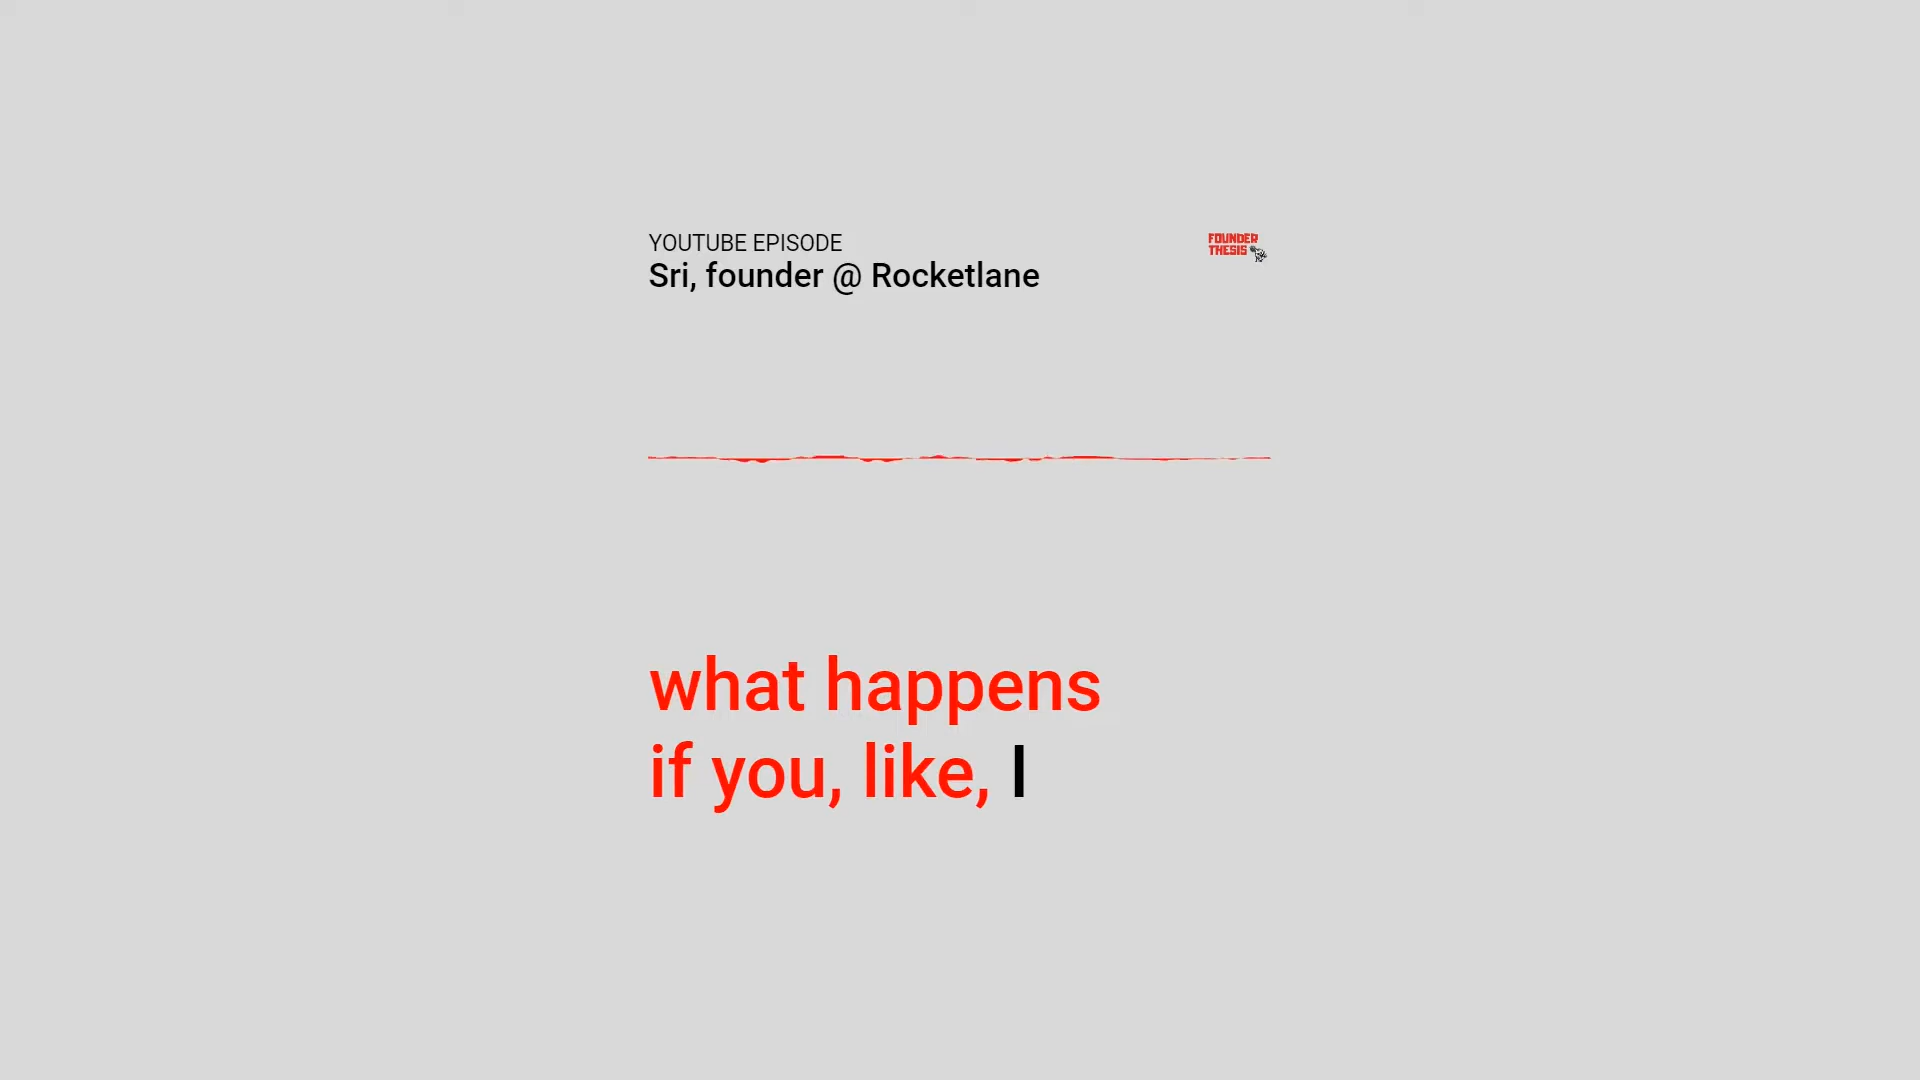 YOUTUBE EPISODE
Sri, founder @ Rocketlane
FOUNDER
THESIS
what happens
if you, like, I